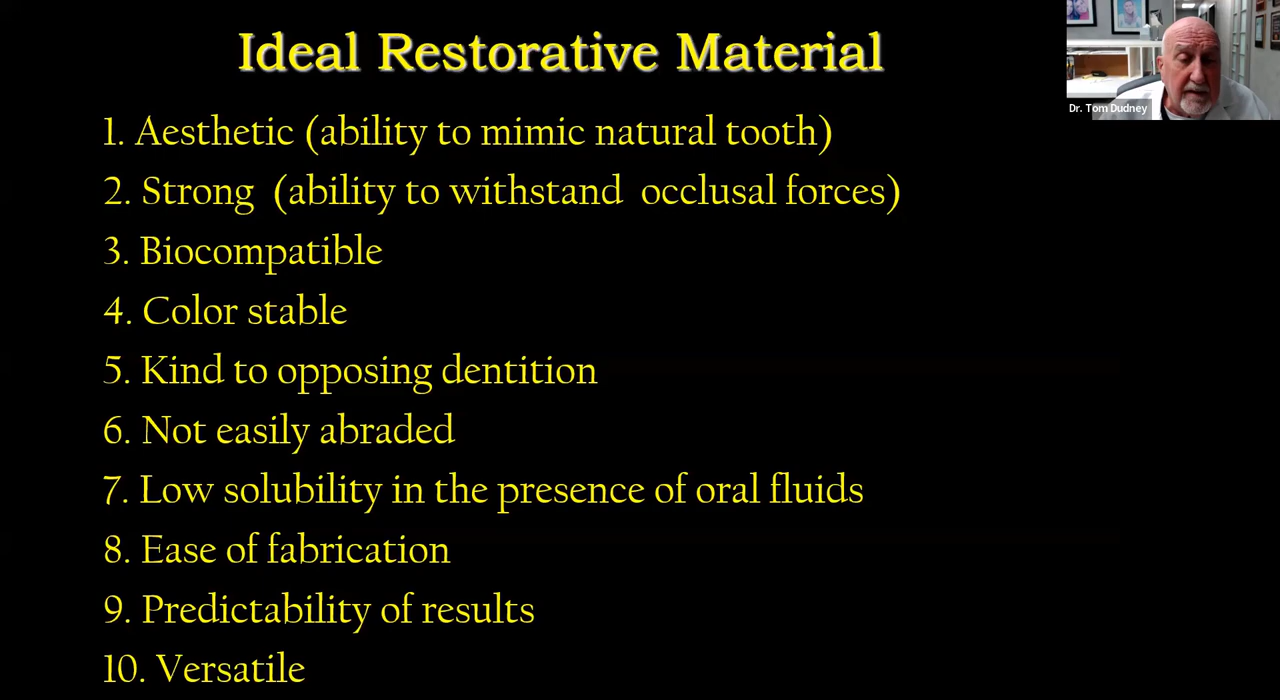 Ideal Restorative Material
Dr. Tom Dudney
1. Aesthetic (ability to mimic natural tooth)
2. Strong (ability to withstand occlusal forces)
3. Biocompatible
4. Color stable
5. Kind to opposing dentition
6. Not easily abraded
7. Low solubility in the presence of oral fluids
8. Ease of fabrication
9. Predictability of results
10. Versatile